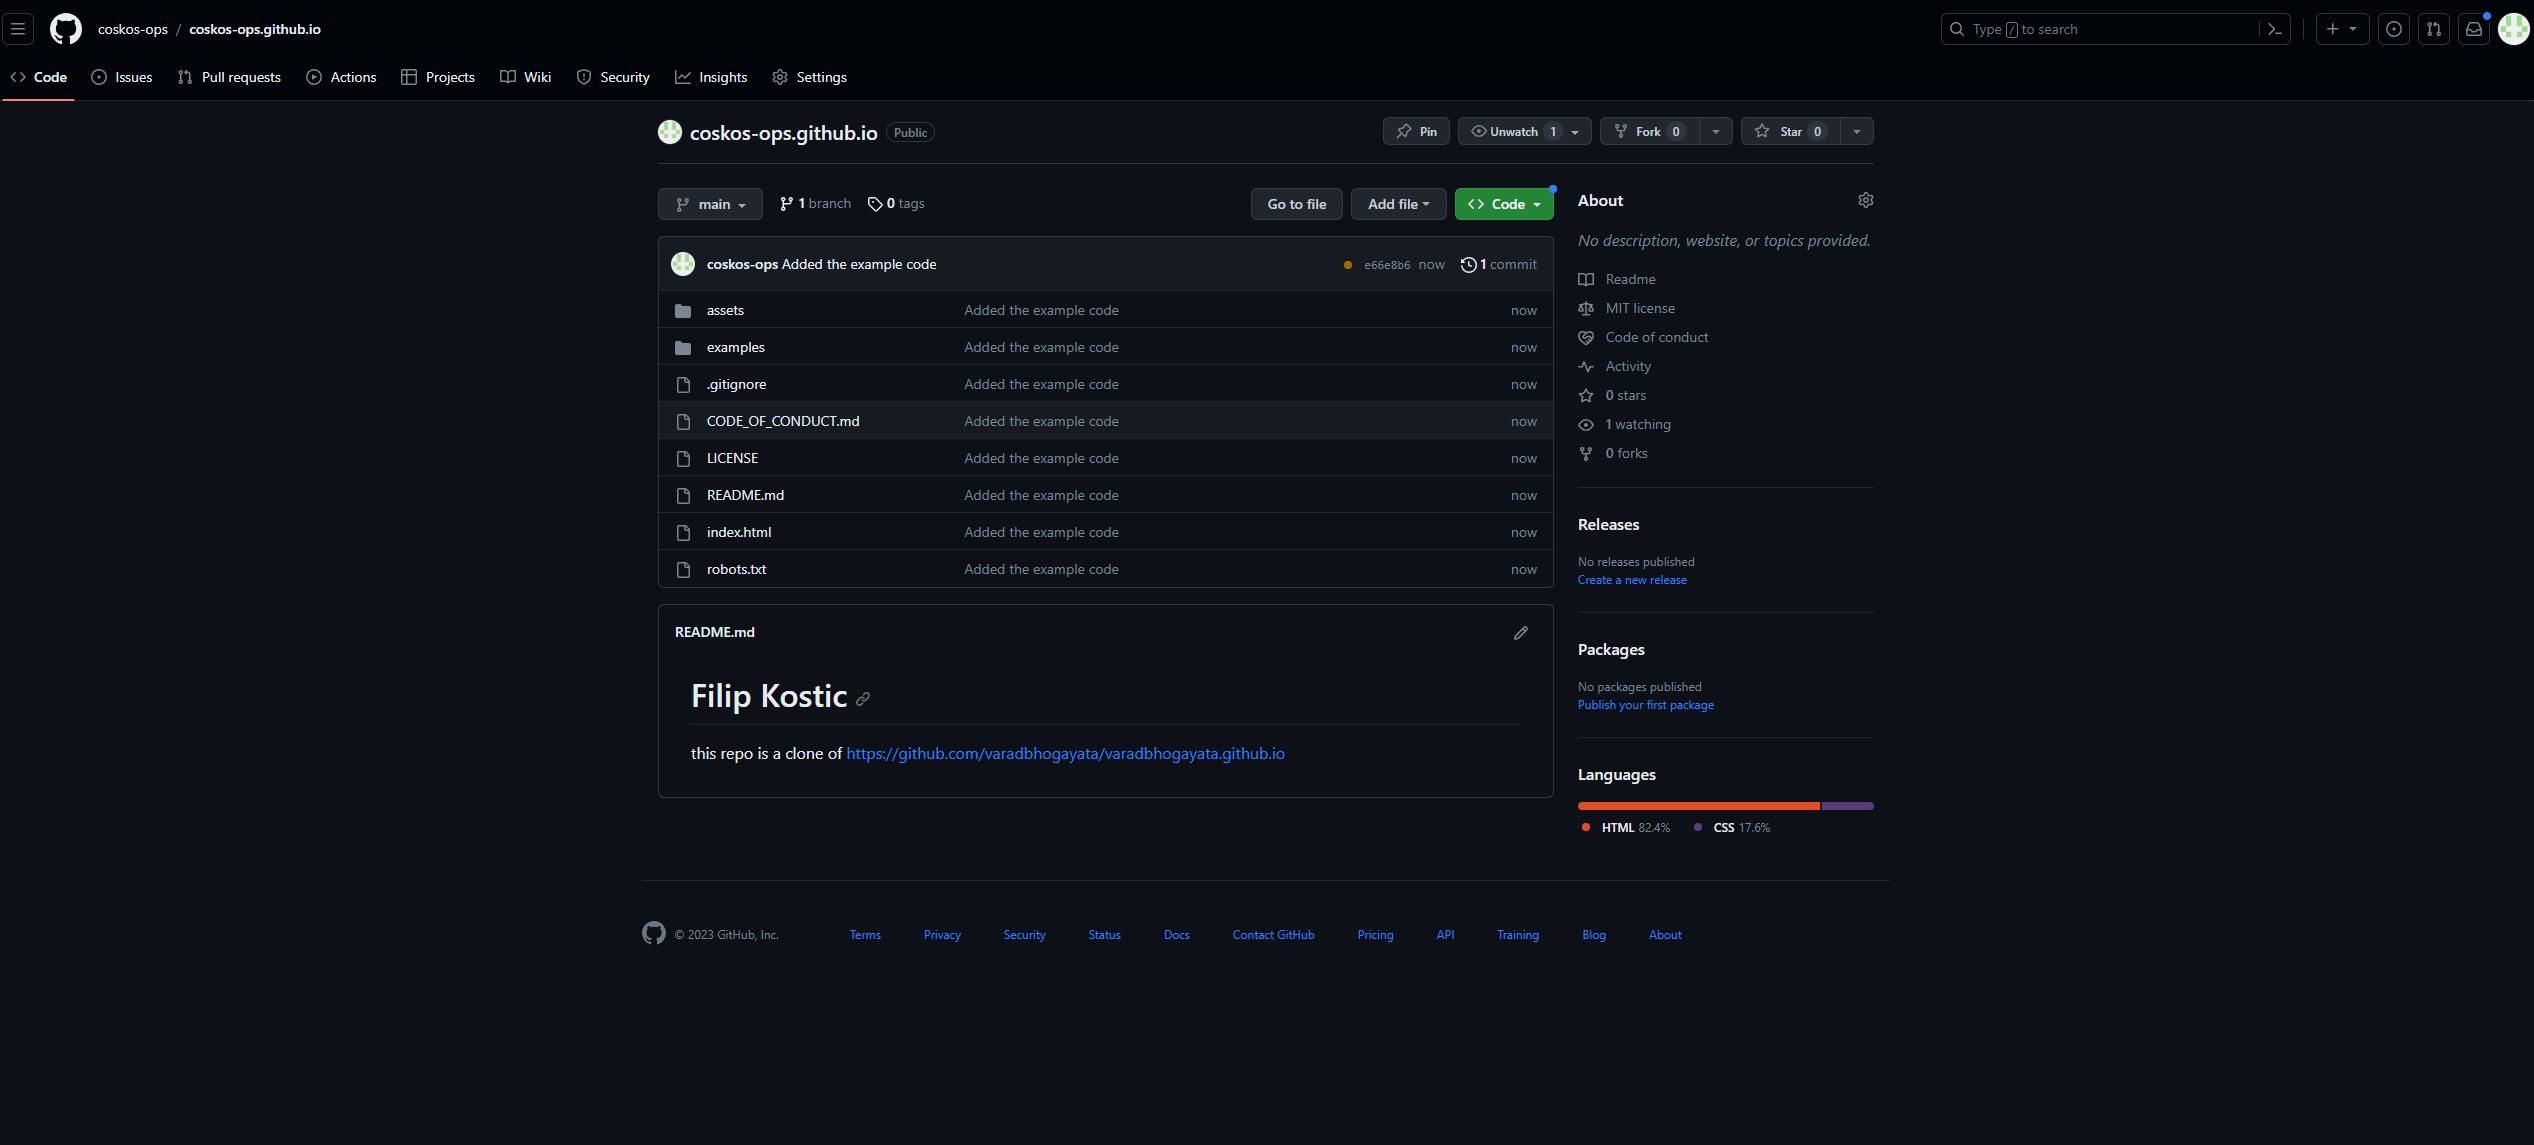 coskos-ops / coskos-ops.github.io
Type / to search
Code Issues Pull requests Actions Projects Wiki Security Insights Settings
coskos-ops.github.io Public
Pin Unwatch 1 Fork 0 Star 0
main 1 branch 0 tags
Go to file Add file Code
coskos-ops Added the example code e66e8b6 now 1 commit
assets Added the example code now
examples Added the example code now
.gitignore Added the example code now
CODE_OF_CONDUCT.md Added the example code now
LICENSE Added the example code now
README.md Added the example code now
index.html Added the example code now
robots.txt Added the example code now
README.md
Filip Kostic
this repo is a clone of https://github.com/varadbhogayata/varadbhogayata.github.io
About
No description, website, or topics provided.
Readme
MIT license
Code of conduct
Activity
0 stars
1 watching
0 forks
Releases
No releases published
Create a new release
Packages
No packages published
Publish your first package
Languages
HTML 82.4% CSS 17.6%
© 2023 GitHub, Inc. Terms Privacy Security Status Docs Contact GitHub Pricing API Training Blog About